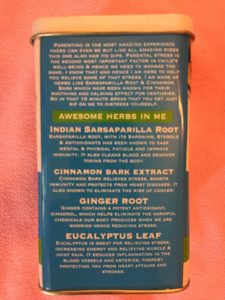 Parenting is the most amazing experience
there can ever be but like all amazing rides
this one also has its dips. Parental stress is
the second most important factor in child's
well-being & hence we need to manage the
same. I know that and hence I am here to help
you relieve some of that stress. I am made of
herbs like Sarsaparilla Root & Cinnamon
Bark which have been known for their
soothing and calming effect for centuries.
So in that 10 minute break that you get just
sip on me to destress yourself.
Awesome Herbs in Me
Indian Sarsaparilla Root
Sarsaparilla root, with its saponins, sterols
& antioxidants has been known to ease
mental & physical fatigue and improve
immunity. It also cleans blood and removes
toxins from the body.
Cinnamon Bark Extract
Cinnamon Bark relieves stress, boosts
immunity and protects from heart diseases. It
also known to eliminate the risks of cancer.
Ginger Root
Ginger contains a potent antioxidant,
gingerol, which helps eliminate the harmful
chemicals our body produces when we are
worried hence reducing stress.
Eucalyptus Leaf
Eucalyptus is great for relieving stress,
increasing energy and relieving muscle &
joint pain. It reduces inflammation in the
blood vessels and arteries; thereby
protecting you from heart attacks and
strokes.